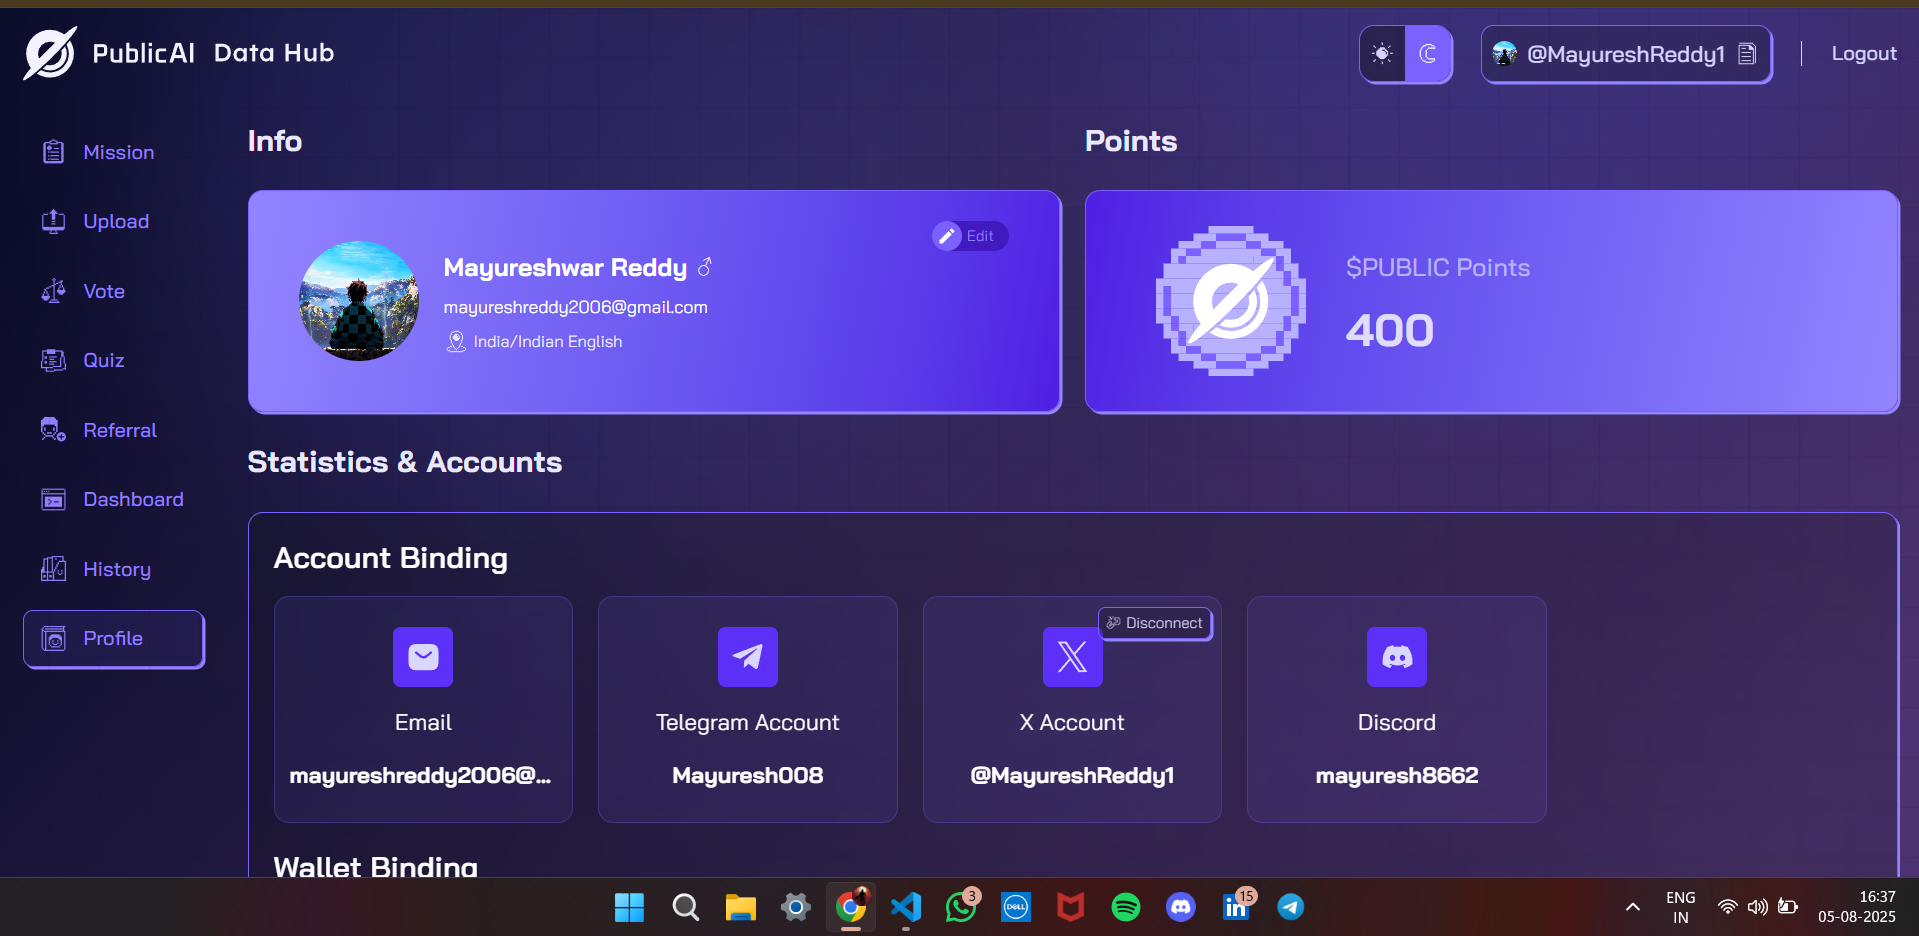 PublicAI Data Hub
@MayureshReddy1
Logout
Mission
Upload
Vote
Quiz
Referral
Dashboard
History
Profile
Info
Edit
Mayureshwar Reddy
mayureshreddy2006@gmail.com
India/Indian English
Points
$PUBLIC Points
400
Statistics & Accounts
Account Binding
Email
mayureshreddy2006@...
Telegram Account
Mayuresh008
Disconnect
X Account
@MayureshReddy1
Discord
mayuresh8662
Wallet Binding
3
DELL
15
in
ENG
IN
16:37
05-08-2025